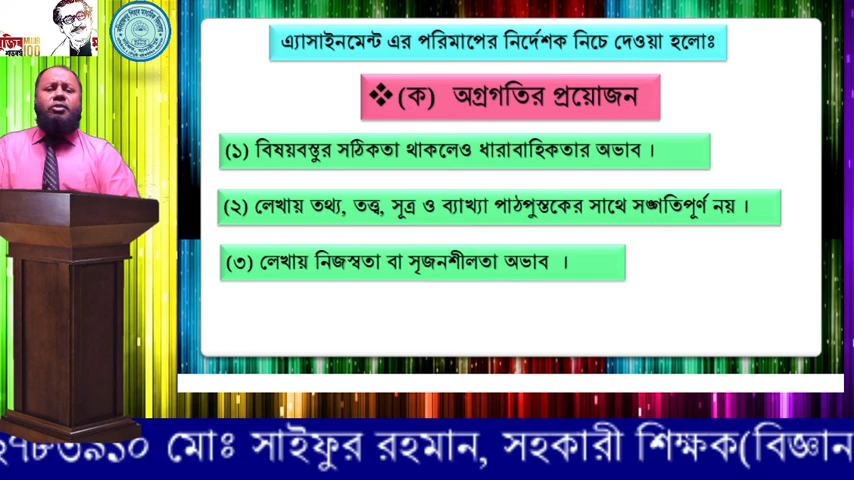 এ্যাসাইনমেন্ট এর পরিমাপের নির্দেশক নিচে দেওয়া হলোঃ
❖(ক) অগ্রগতির প্রয়োজন
(১) বিষয়বস্তুর সঠিকতা থাকলেও ধারাবাহিকতার অভাব ।
(২) লেখায় তথ্য, তত্ত্ব, সূত্র ও ব্যাখ্যা পাঠপুস্তকের সাথে সঙ্গতিপূর্ণ নয় ।
(৩) লেখায় নিজস্বতা বা সৃজনশীলতা অভাব ।
মোঃ সাইফুর রহমান, সহকারী শিক্ষক(বিজ্ঞান